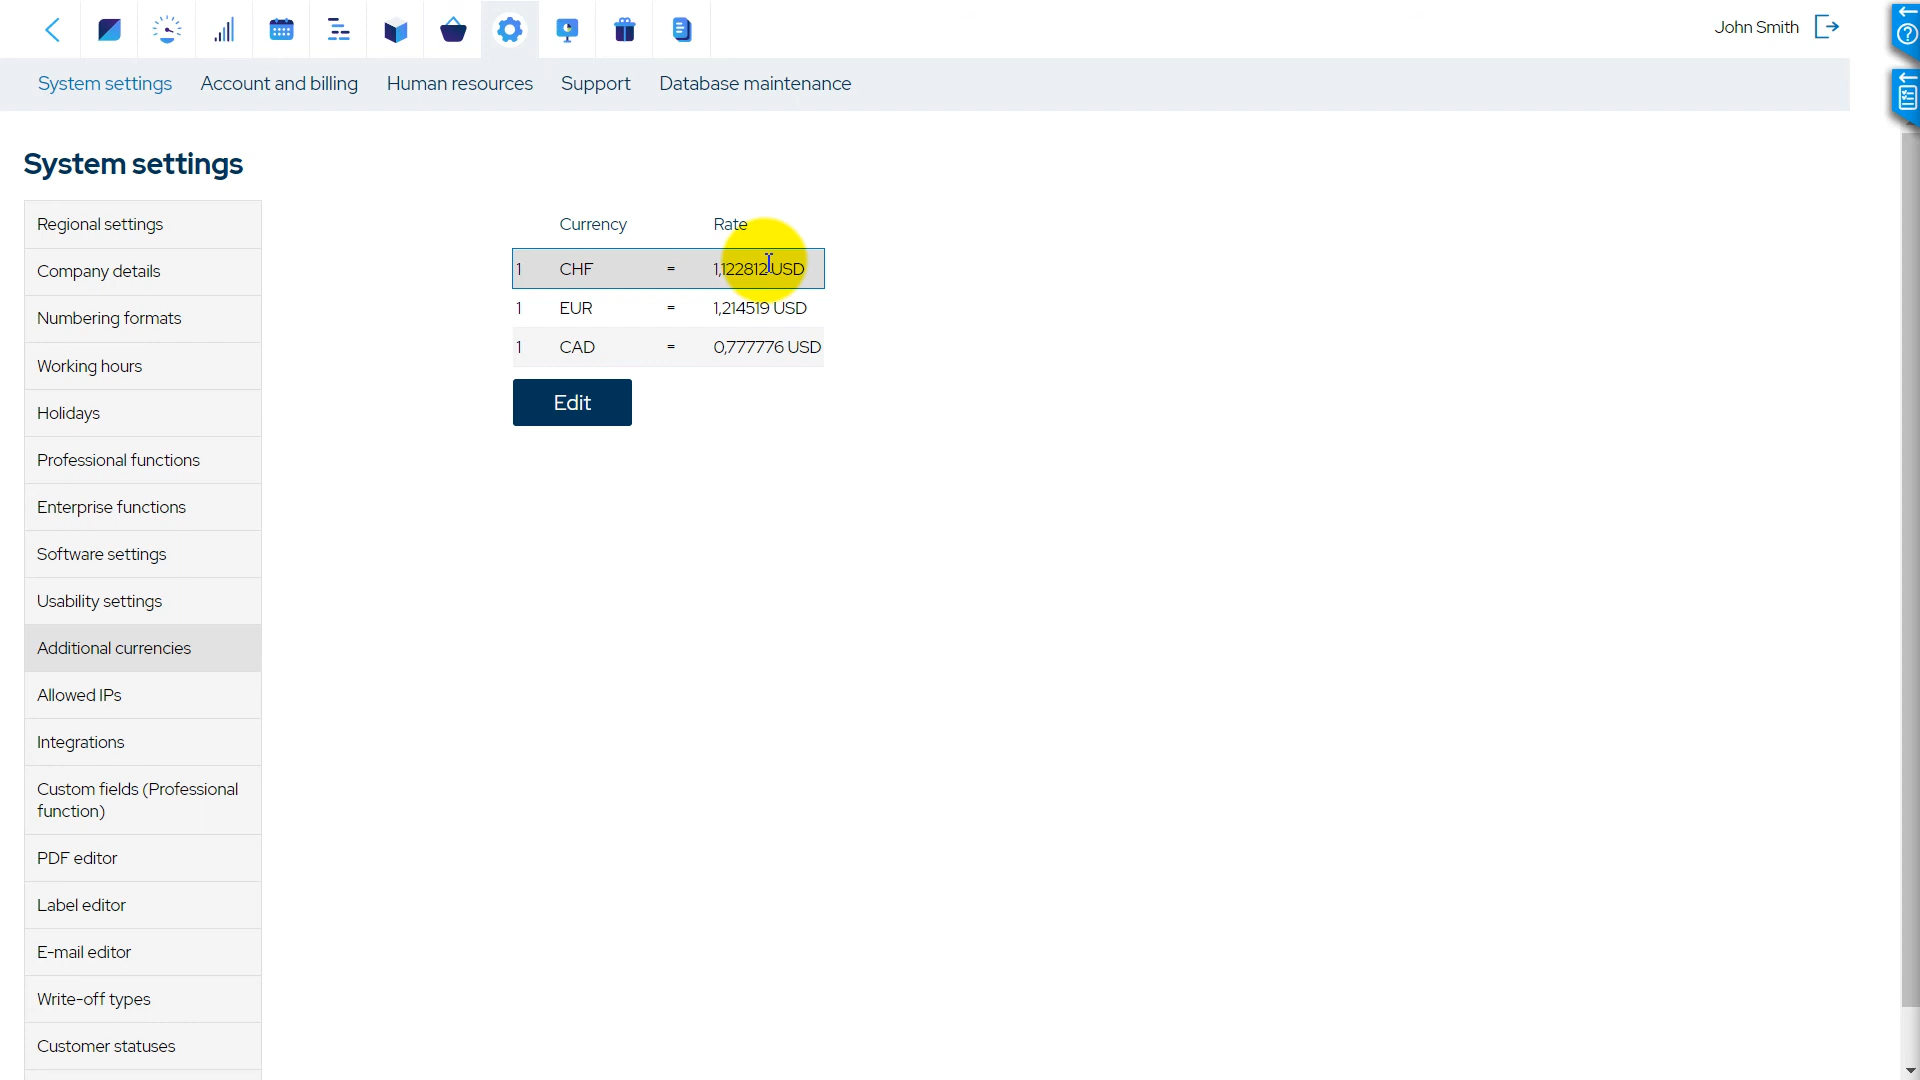 John Smith
System settings Account and billing Human resources Support Database maintenance
System settings
Regional settings
Company details
Numbering formats
Working hours
Holidays
Professional functions
Enterprise functions
Software settings
Usability settings
Additional currencies
Allowed IPs
Integrations
Custom fields (Professional
function)
PDF editor
Label editor
E-mail editor
Write-off types
Customer statuses
Currency Rate
1 CHF = 1,122812 USD
1 EUR = 1,214519 USD
1 CAD = 0,777776 USD
Edit